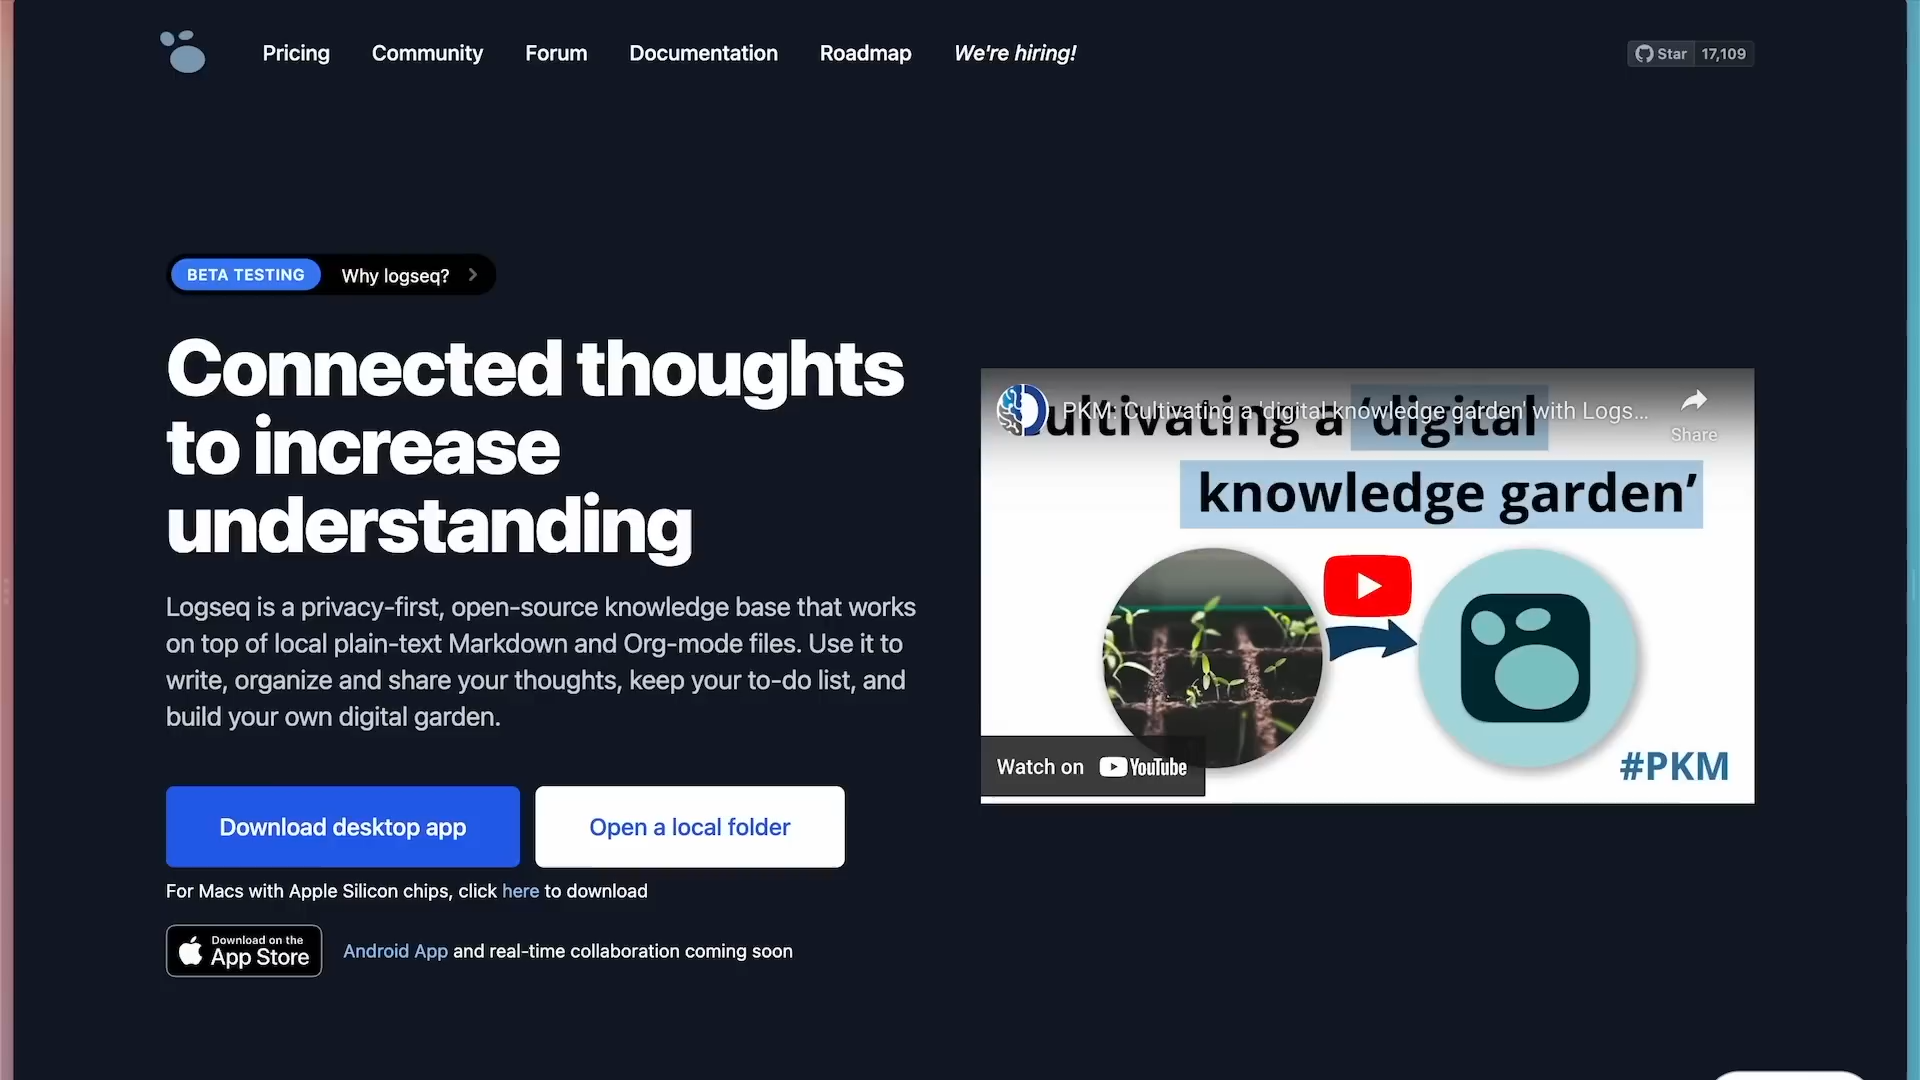 Pricing
Community
Forum
Documentation
Roadmap
We're hiring!
Star
17,109
BETA TESTING
Why logseq?
Connected thoughts
to increase
understanding
Logseq is a privacy-first, open-source knowledge base that works
on top of local plain-text Markdown and Org-mode files. Use it to
write, organize and share your thoughts, keep your to-do list, and
build your own digital garden.
Download desktop app
Open a local folder
For Macs with Apple Silicon chips, click here to download
Download on the
App Store
Android App and real-time collaboration coming soon
PKM: Cultivating a 'digital knowledge garden' with Logs...
Share
ultivating a ‘digital
knowledge garden’
Watch on YouTube
#PKM